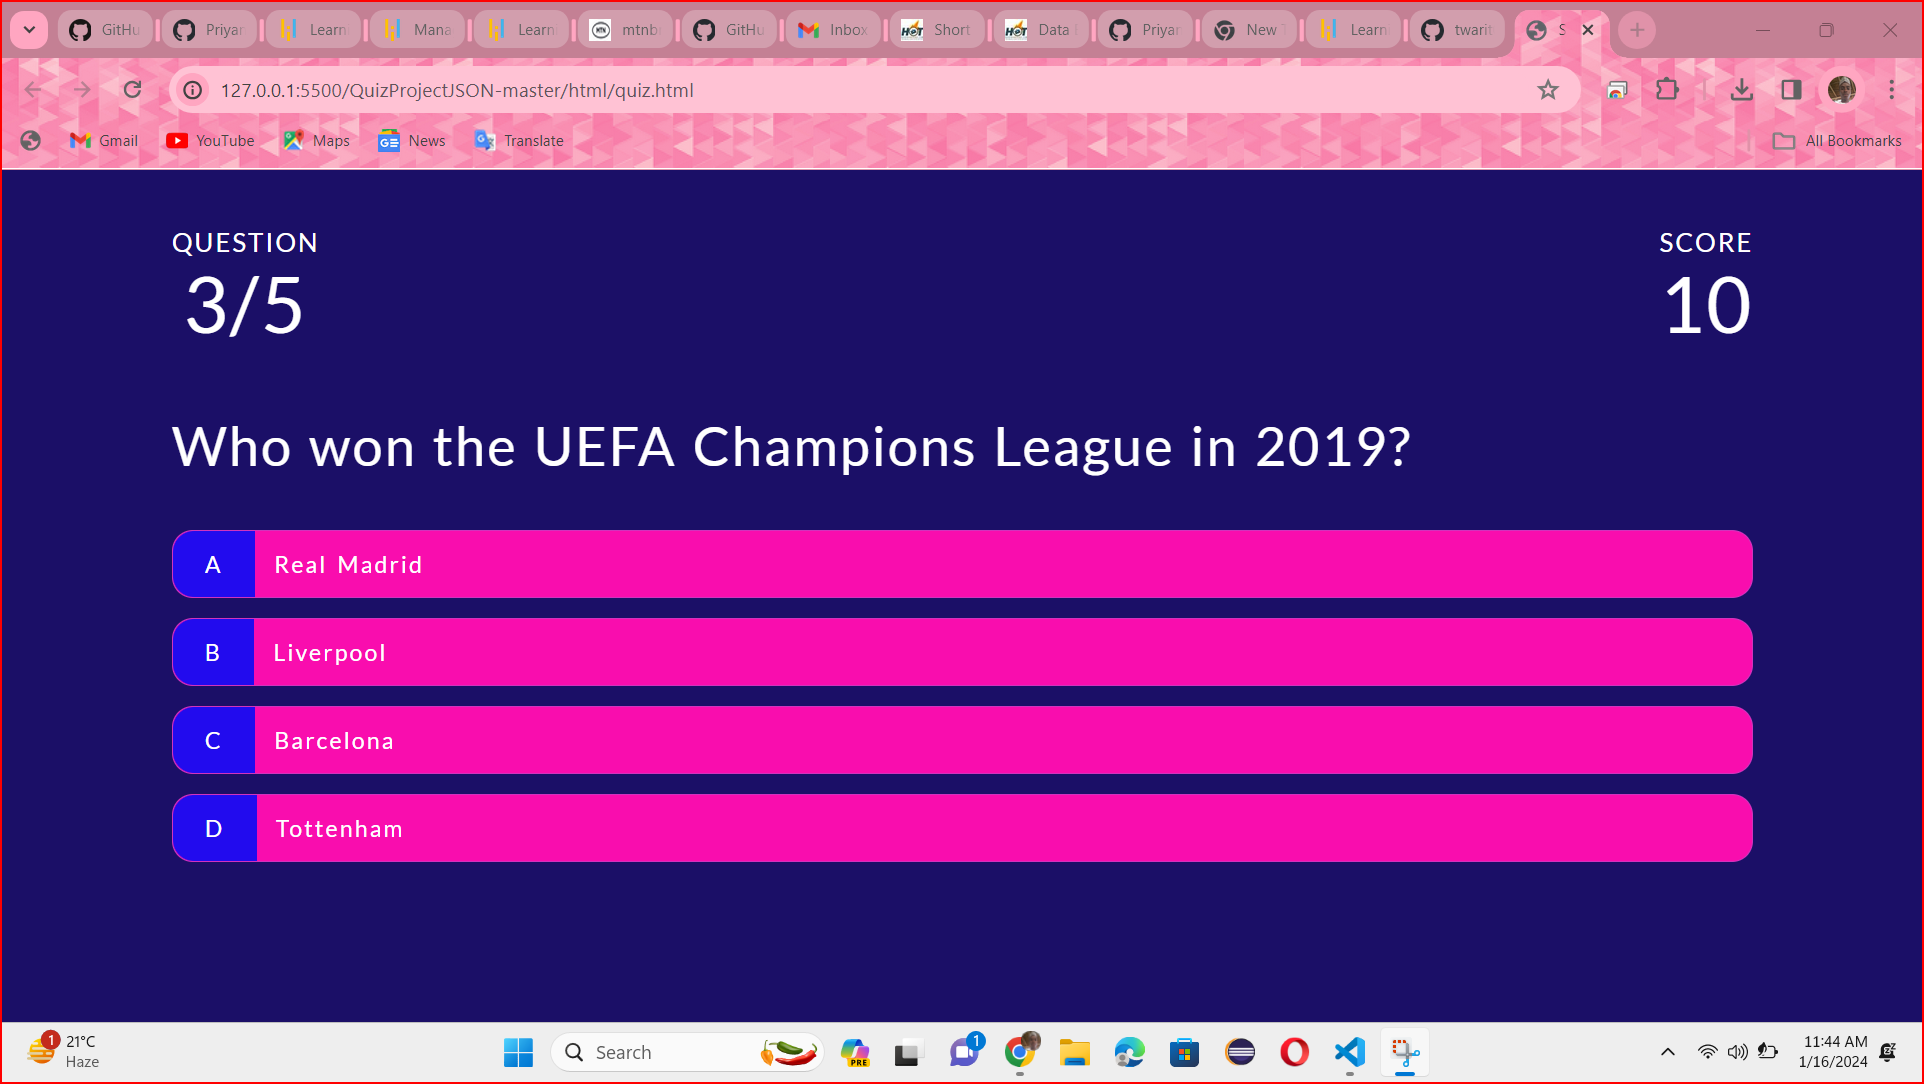 GitHu
Priyar
Learn
Mana
Learn
mtnb
GitHu
Inbox
Short
Data
Priyar
New
Learn
twarit
S
127.0.0.1:5500/QuizProjectJSON-master/html/quiz.html
Gmail
YouTube
Maps
News
Translate
All Bookmarks
QUESTION
3/5
SCORE
10
Who won the UEFA Champions League in 2019?
A Real Madrid
B Liverpool
C Barcelona
D Tottenham
1
21°C
Haze
Search
PRE
1
11:44 AM
1/16/2024